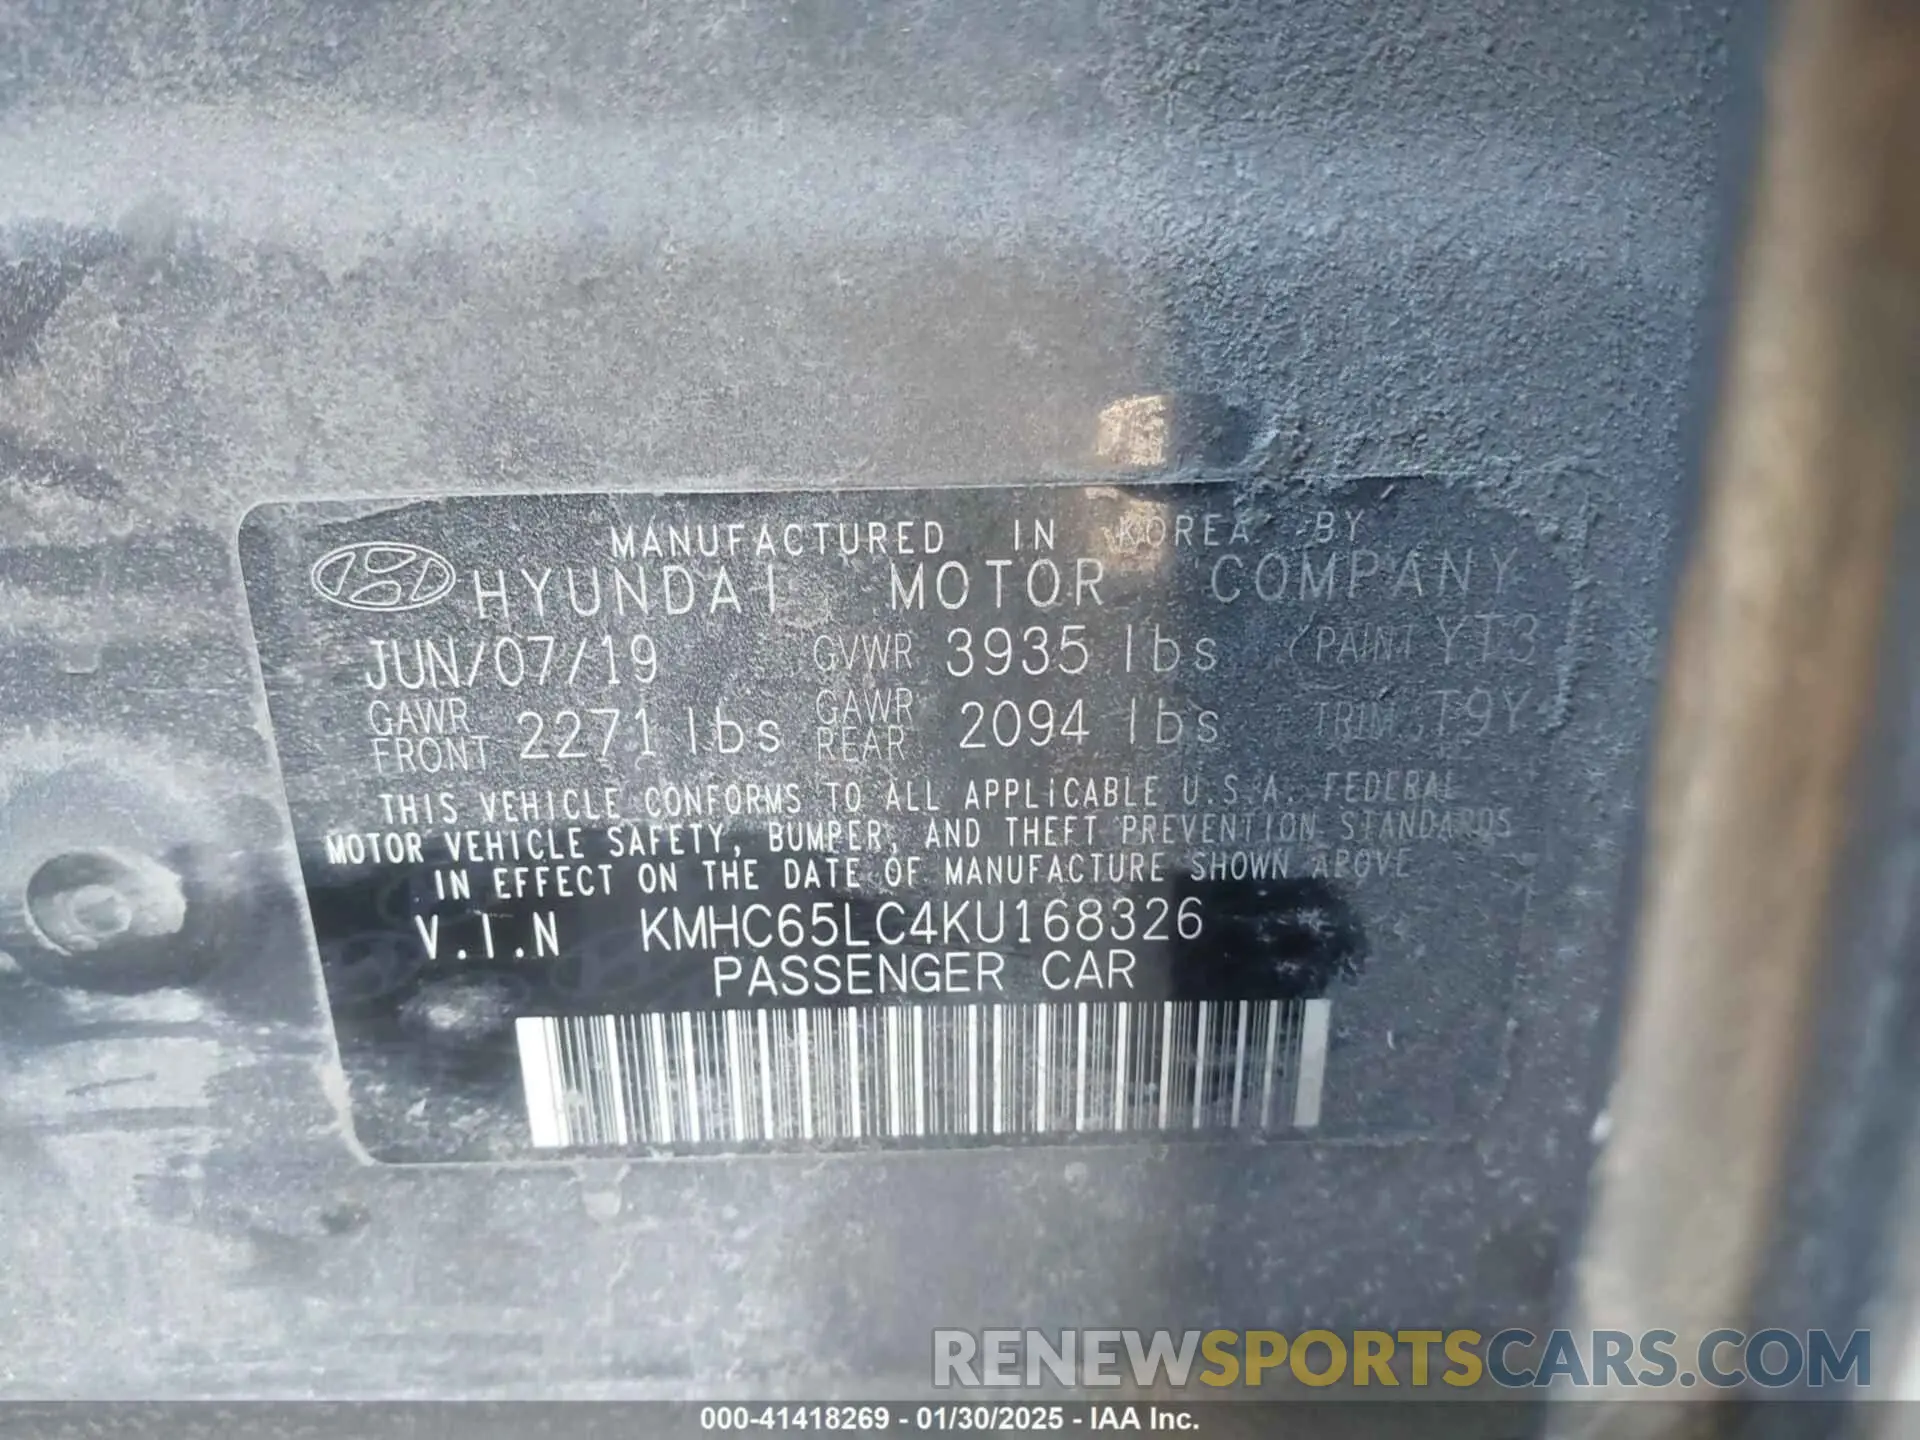 MANUFACTURED IN KOREA BY
HYUNDAI MOTOR COMPANY
JUN/07/19 GVWR 3935 lbs PAINT YT3
GAWR FRONT 2271 lbs GAWR REAR 2094 lbs TRIM T9Y
THIS VEHICLE CONFORMS TO ALL APPLICABLE U.S.A. FEDERAL
MOTOR VEHICLE SAFETY, BUMPER, AND THEFT PREVENTION STANDARDS
IN EFFECT ON THE DATE OF MANUFACTURE SHOWN ABOVE
V.I.N KMHC65LC4KU168326
PASSENGER CAR
RENEWSPORTSCARS.COM
000-41418269 - 01/30/2025 - IAA Inc.